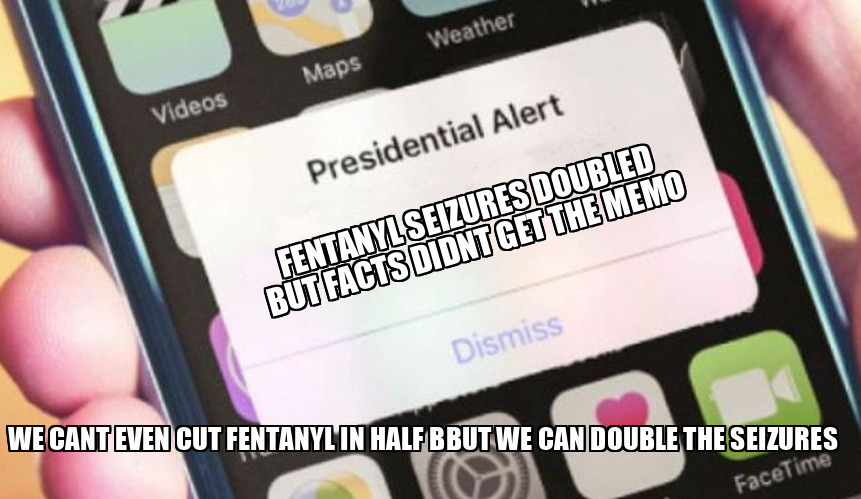 Weather
Maps
Videos
Presidential Alert
FENTANYL SEIZURES DOUBLED
BUT FACTS DIDNT GET THE MEMO
Dismiss
WE CANT EVEN CUT FENTANYL IN HALF BBUT WE CAN DOUBLE THE SEIZURES
FaceTime